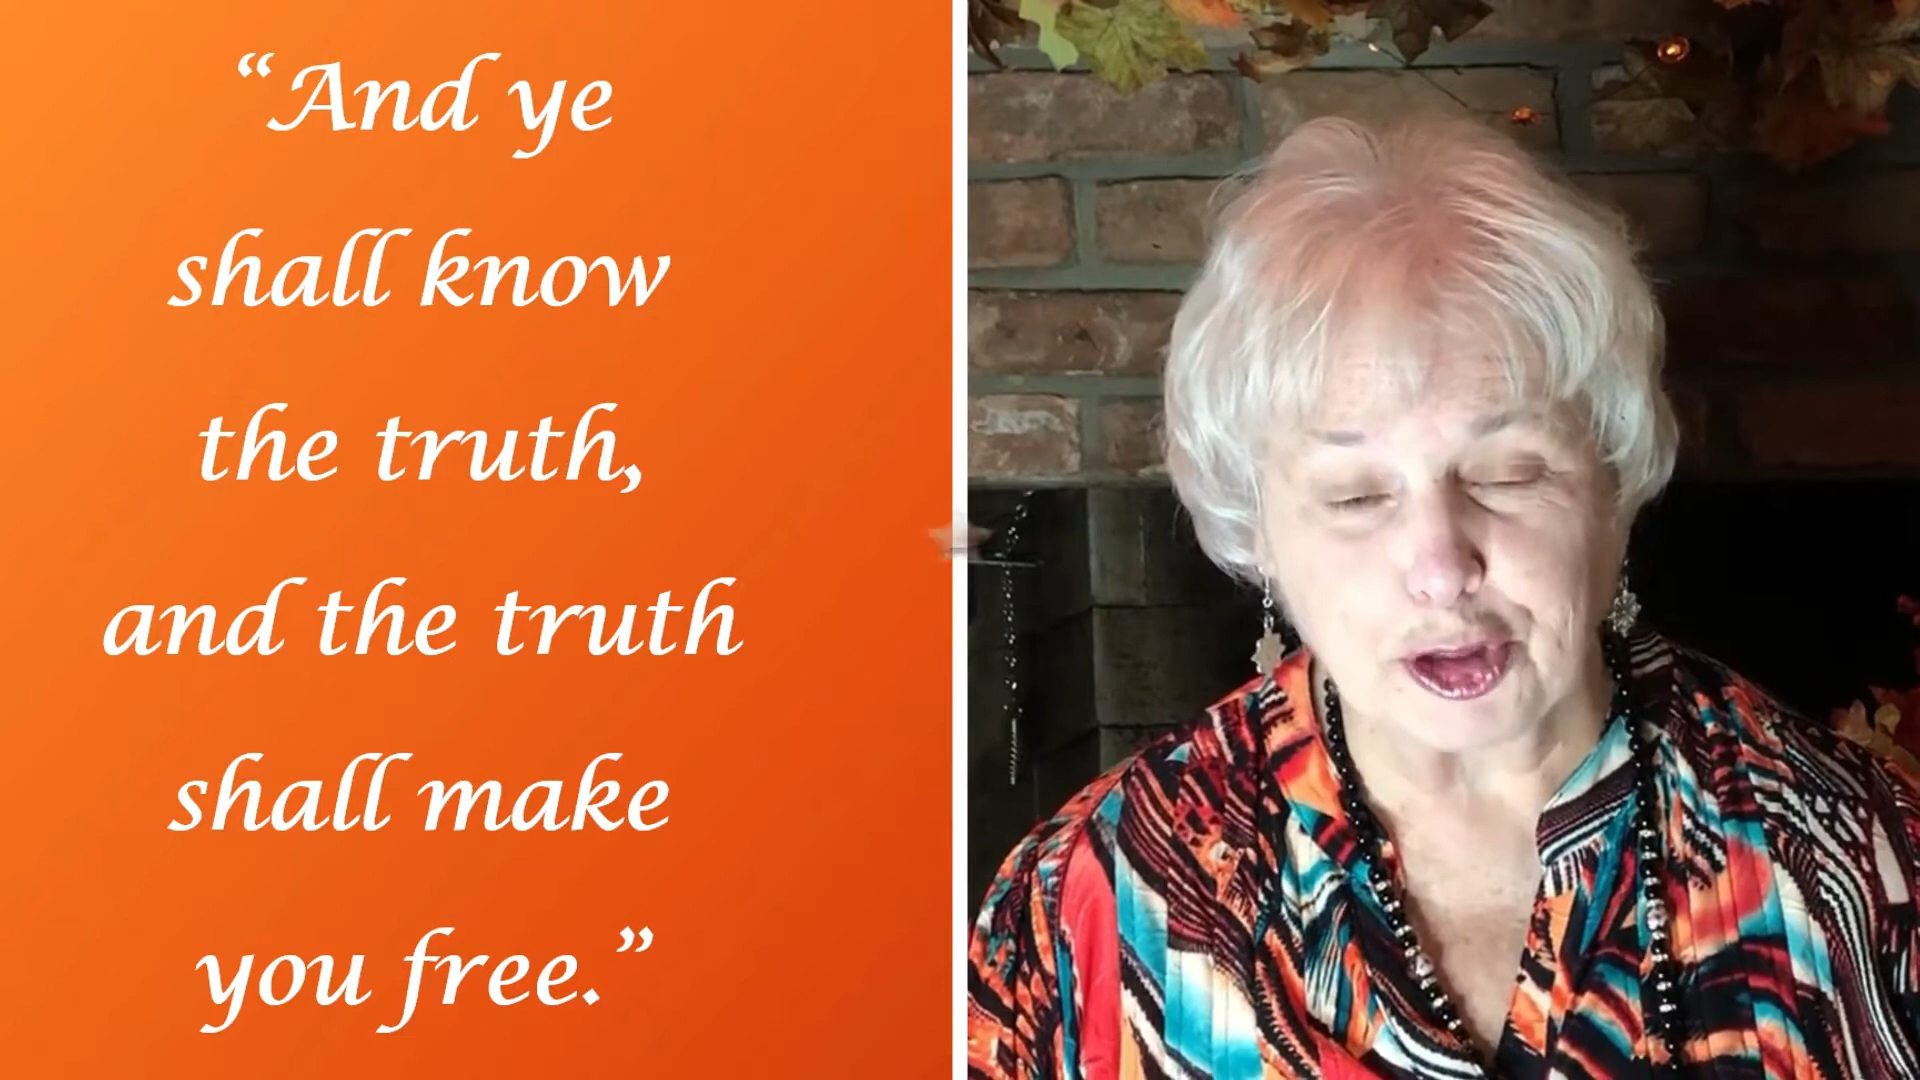 “And ye
shall know
the truth,
and the truth
shall make
you free.”